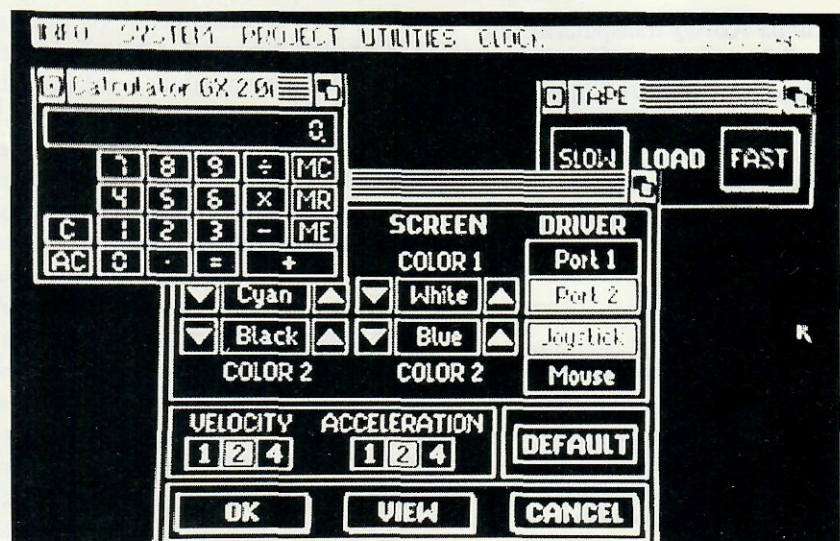 INFO SYSTEM PROJECT UTILITIES CLOCK
Calculator GX 2.0
0.
7 8 9 ÷ MC
4 5 6 × MR
C 1 2 3 - ME
AC 0 . = +
TAPE
SLOW LOAD FAST
SCREEN DRIVER
COLOR 1 Port 1
Cyan White Port 2
Black Blue Joystick
COLOR 2 COLOR 2 Mouse
VELOCITY ACCELERATION
1 2 4 1 2 4 DEFAULT
OK VIEW CANCEL